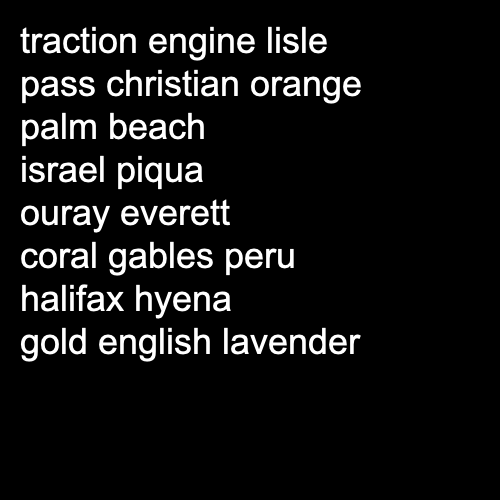 traction engine lisle
pass christian orange
palm beach
israel piqua
ouray everett
coral gables peru
halifax hyena
gold english lavender